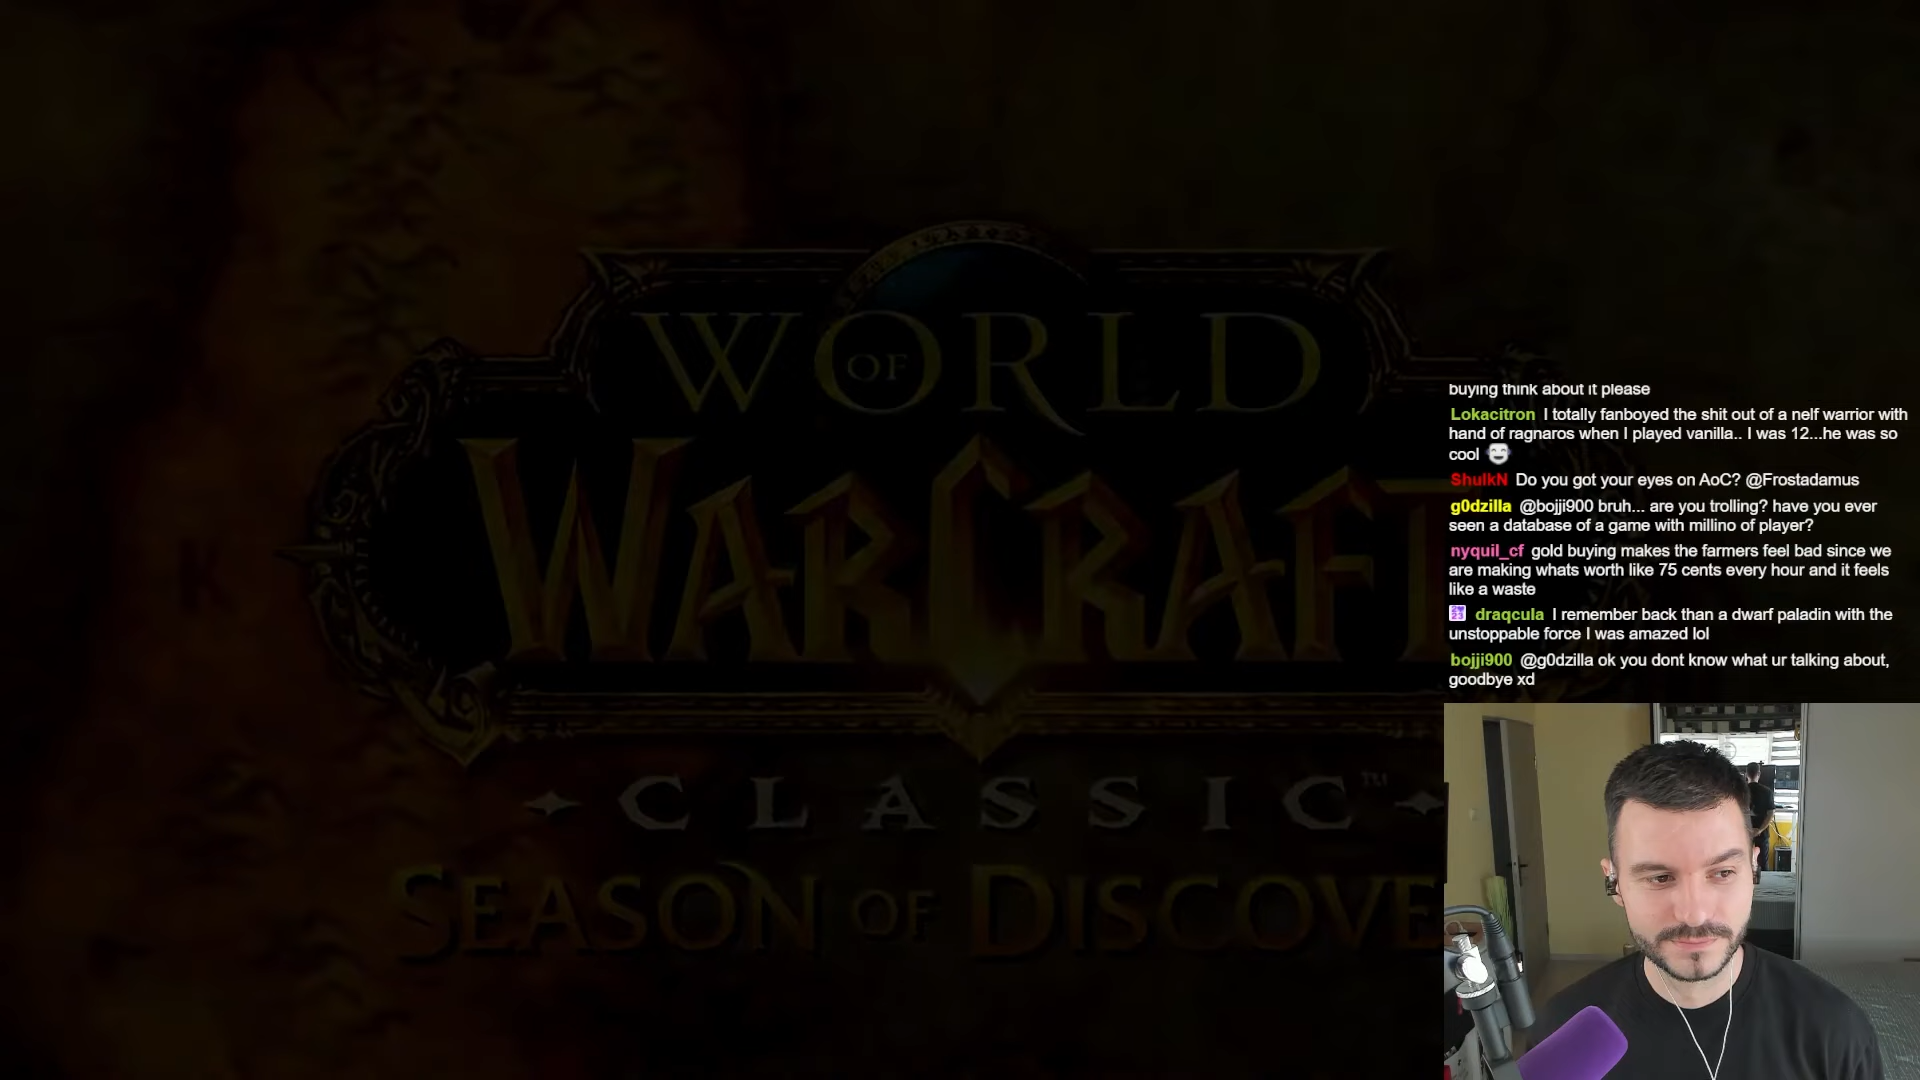 WORLD
OF
WARCRAFT
CLASSIC™
SEASON OF DISCOVE
buying think about it please
Lokacitron I totally fanboyed the shit out of a nelf warrior with
hand of ragnaros when I played vanilla.. I was 12...he was so
cool
ShulkN Do you got your eyes on AoC? @Frostadamus
g0dzilla @bojji900 bruh... are you trolling? have you ever
seen a database of a game with millino of player?
nyquil_cf gold buying makes the farmers feel bad since we
are making whats worth like 75 cents every hour and it feels
like a waste
draqcula I remember back than a dwarf paladin with the
unstoppable force I was amazed lol
bojji900 @g0dzilla ok you dont know what ur talking about,
goodbye xd